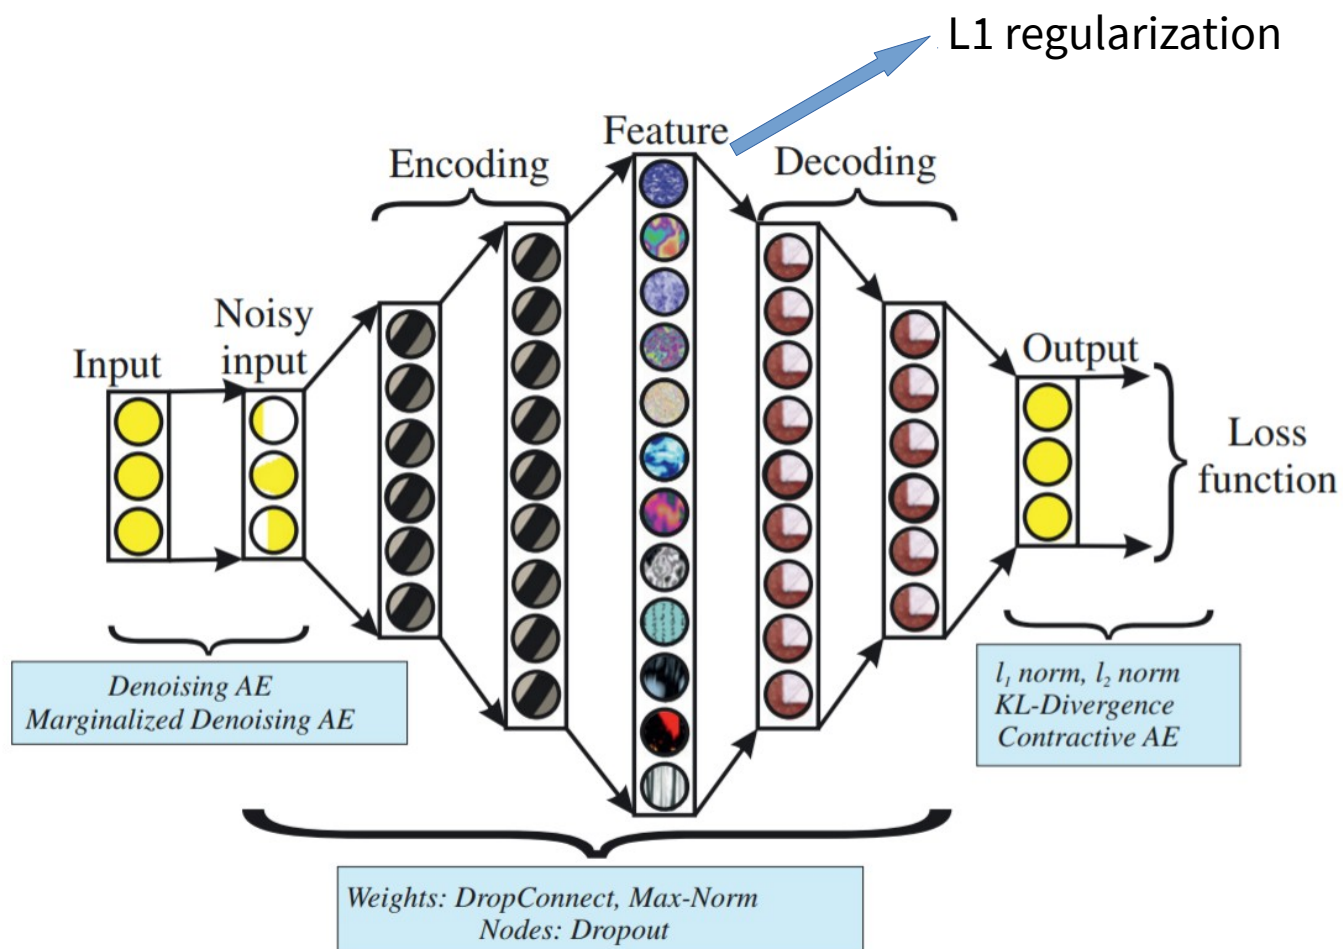 L1 regularization
Feature
Encoding
Decoding
Noisy
input
Input
Output
Loss
function
Denoising AE
Marginalized Denoising AE
l₁ norm, l₂ norm
KL-Divergence
Contractive AE
Weights: DropConnect, Max-Norm
Nodes: Dropout